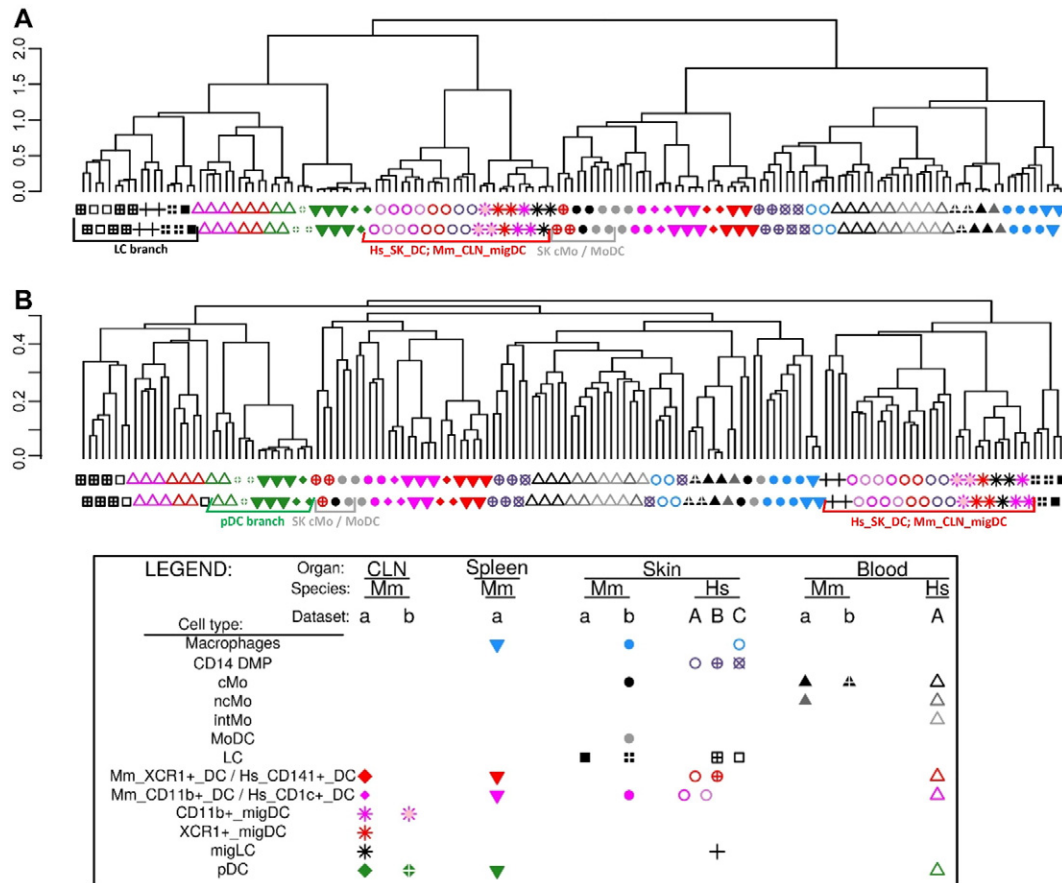 A
2.0
1.5
1.0
0.5
0.0
LC branch
Hs_SK_DC; Mm_CLN_migDC
SK cMo / MoDC
B
0.4
0.2
0.0
pDC branch
SK cMo / MoDC
Hs_SK_DC; Mm_CLN_migDC
LEGEND: Organ: CLN Spleen Skin Blood
Species: Mm Mm Mm Hs Mm Hs
Dataset: a b a a b A B C a b A
Cell type:
Macrophages
CD14 DMP
cMo
ncMo
intMo
MoDC
LC
Mm_XCR1+_DC / Hs_CD141+_DC
Mm_CD11b+_DC / Hs_CD1c+_DC
CD11b+_migDC
XCR1+_migDC
migLC
pDC